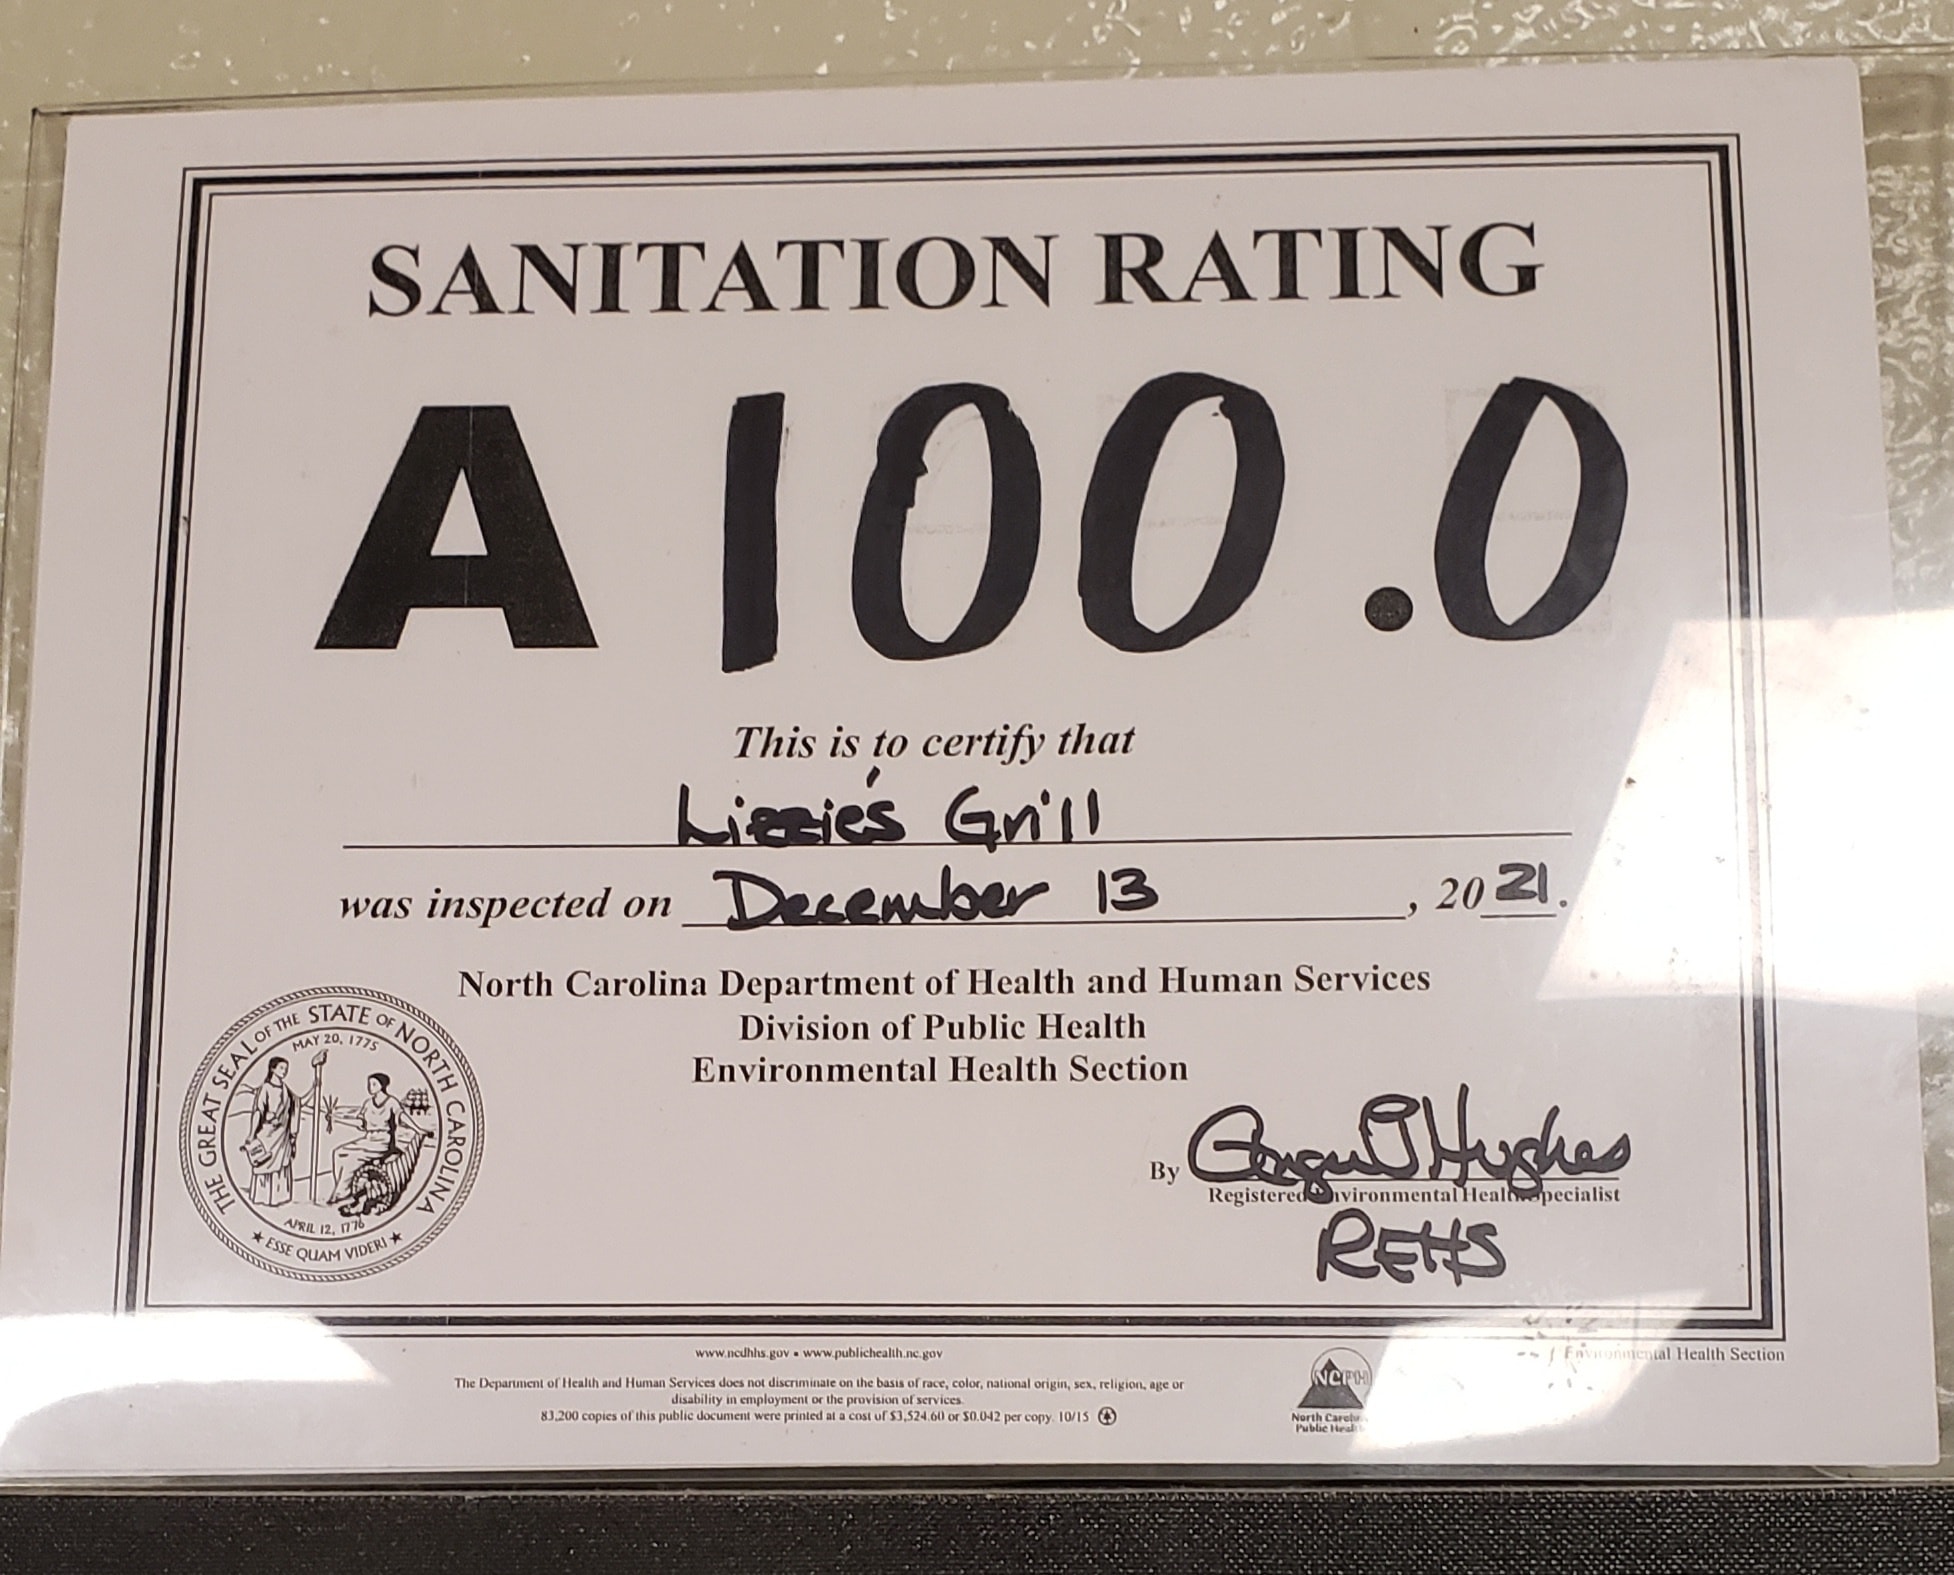 SANITATION RATING
A 100.0
This is to certify that
Lizzie's Grill
was inspected on December 13, 2021.
North Carolina Department of Health and Human Services
Division of Public Health
Environmental Health Section
THE GREAT SEAL OF THE STATE OF NORTH CAROLINA
MAY 20, 1775
APRIL 12, 1776
★ ESSE QUAM VIDERI ★
By Hughes
Registered Environmental Health Specialist
REHS
www.ncdhhs.gov • www.publichealth.nc.gov
Environmental Health Section
The Department of Health and Human Services does not discriminate on the basis of race, color, national origin, sex, religion, age or
disability in employment or the provision of services.
83,200 copies of this public document were printed at a cost of $3,524.60 or $0.042 per copy. 10/15
NCPH
North Carolina
Public Health